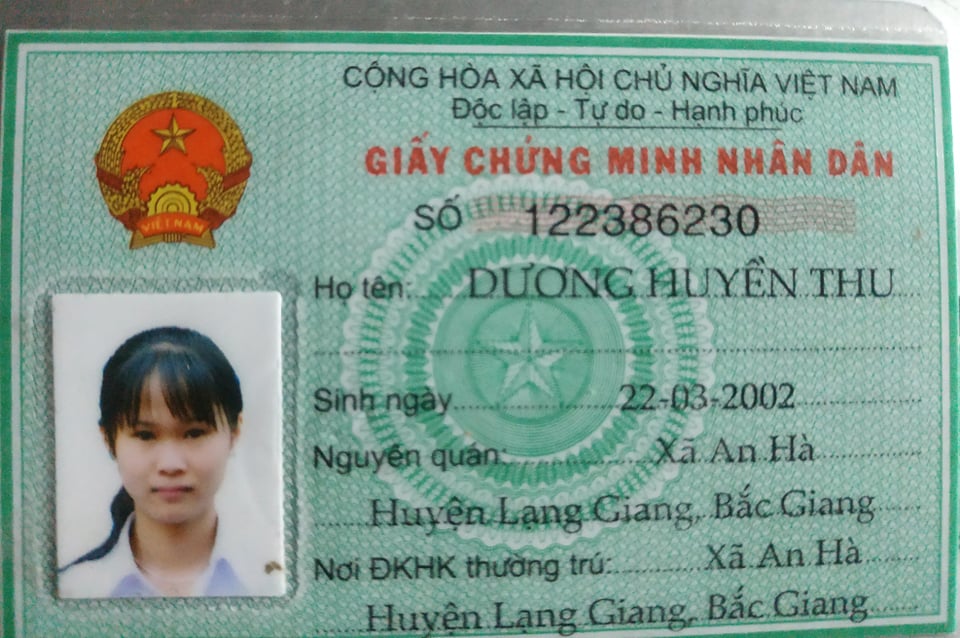 CỘNG HÒA XÃ HỘI CHỦ NGHĨA VIỆT NAM
Độc lập - Tự do - Hạnh phúc
GIẤY CHỨNG MINH NHÂN DÂN
VIỆT NAM
SỐ 122386230
Họ tên: DƯƠNG HUYỀN THU
Sinh ngày 22-03-2002
Nguyên quán: Xã An Hà
Huyện Lạng Giang, Bắc Giang
Nơi ĐKHK thường trú: Xã An Hà
Huyện Lạng Giang, Bắc Giang